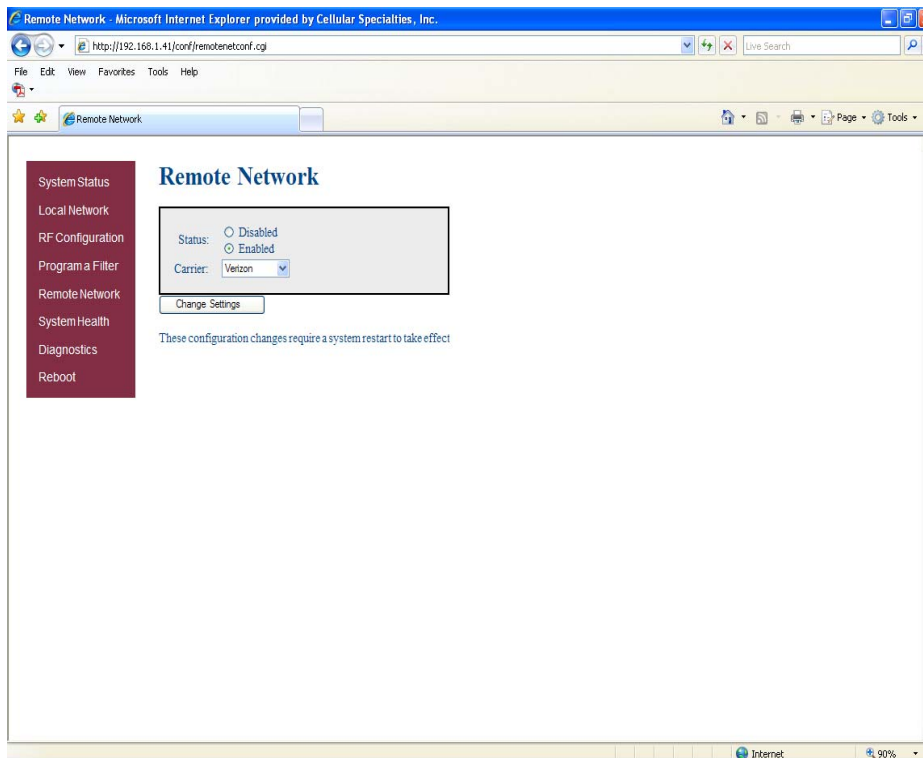 Remote Network - Microsoft Internet Explorer provided by Cellular Specialties, Inc.
http://192.168.1.41/conf/remotenetconf.cgi
Live Search
File Edit View Favorites Tools Help
Remote Network
Page
Tools
System Status
Local Network
RF Configuration
Program a Filter
Remote Network
System Health
Diagnostics
Reboot
Remote Network
Status:
Disabled
Enabled
Carrier:
Verizon
Change Settings
These configuration changes require a system restart to take effect
Internet
90%